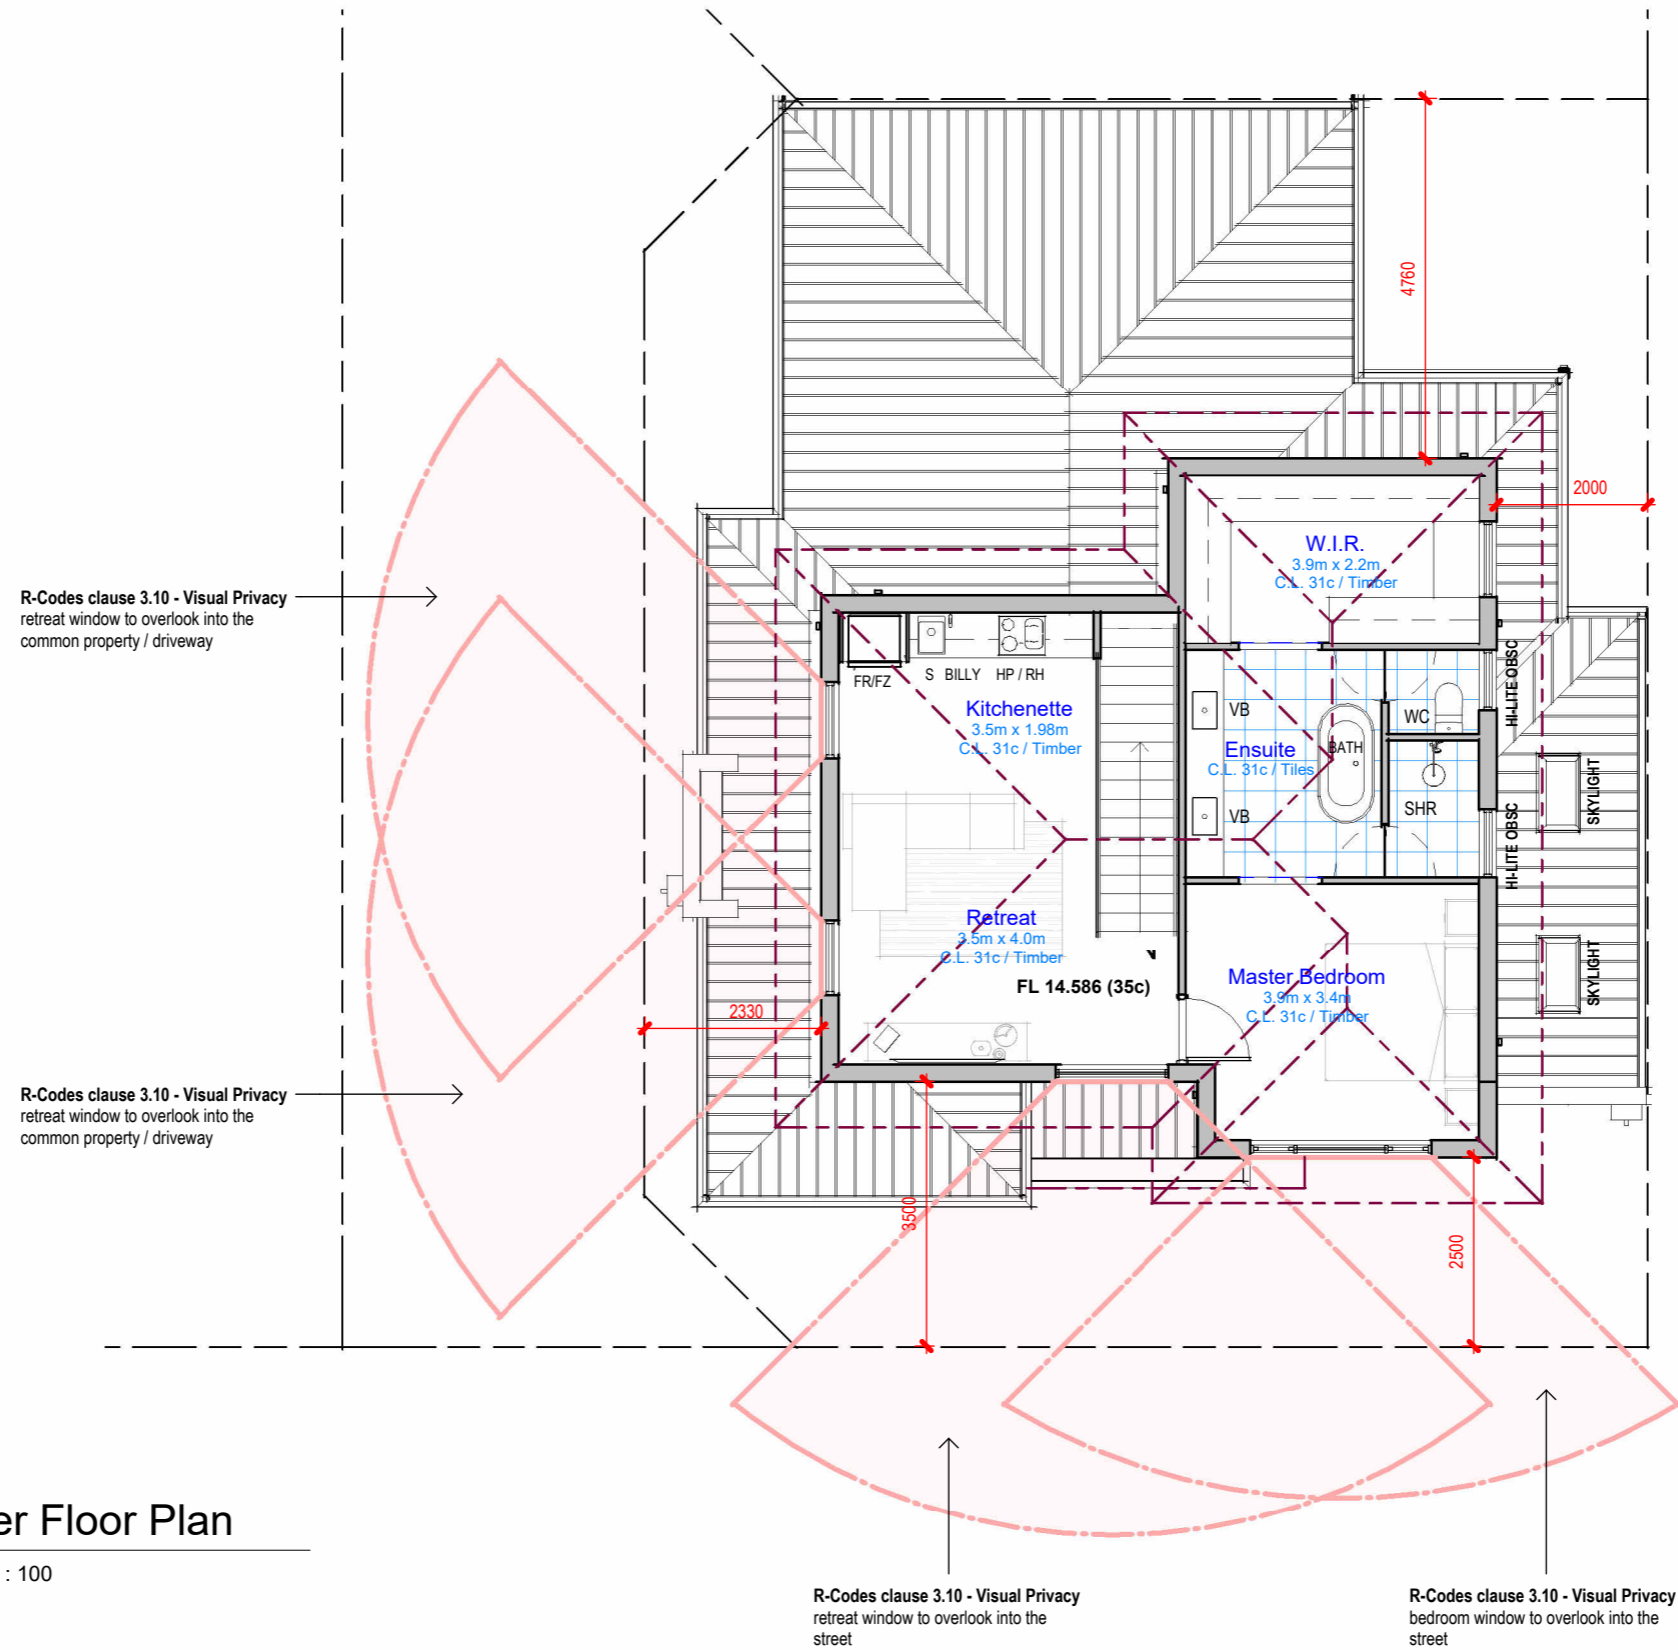 4760
2000
W.I.R.
3.9m x 2.2m
C.L. 31c / Timber
R-Codes clause 3.10 - Visual Privacy
retreat window to overlook into the
common property / driveway
FR/FZ
S BILLY HP / RH
Kitchenette
3.5m x 1.98m
C.L. 31c / Timber
VB
Ensuite
C.L. 31c / Tiles
BATH
WC
HI-LITE OBSC
VB
SHR
HI-LITE OBSC
SKYLIGHT
Retreat
3.5m x 4.0m
C.L. 31c / Timber
FL 14.586 (35c)
Master Bedroom
3.9m x 3.4m
C.L. 31c / Timber
SKYLIGHT
2330
R-Codes clause 3.10 - Visual Privacy
retreat window to overlook into the
common property / driveway
3500
2500
er Floor Plan
: 100
R-Codes clause 3.10 - Visual Privacy
retreat window to overlook into the
street
R-Codes clause 3.10 - Visual Privacy
bedroom window to overlook into the
street